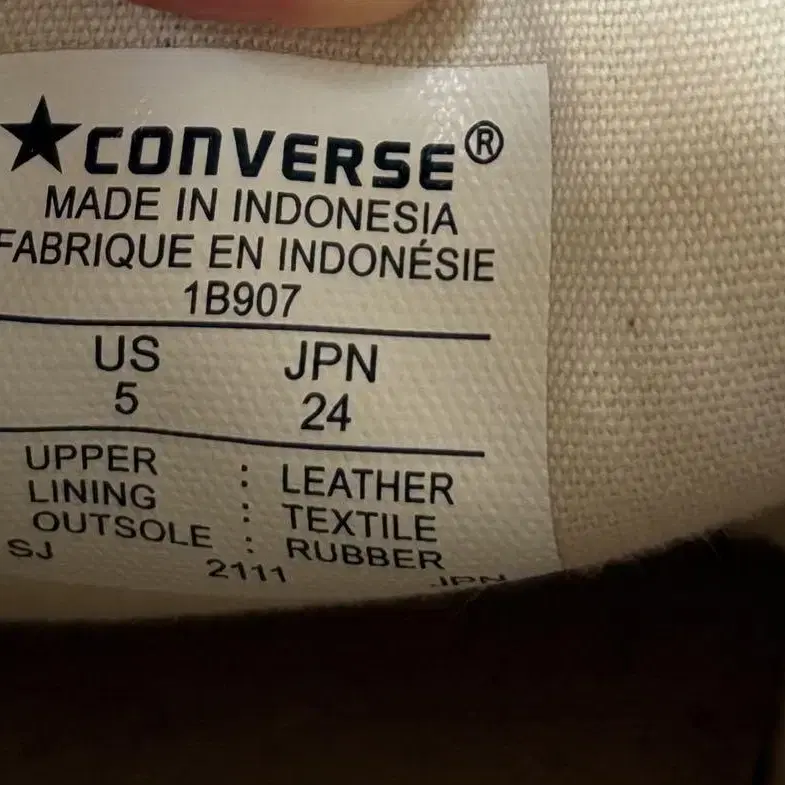 ★CONVERSE®
MADE IN INDONESIA
FABRIQUE EN INDONÉSIE
1B907
US JPN
5 24
UPPER : LEATHER
LINING : TEXTILE
OUTSOLE : RUBBER
SJ 2111 JPN